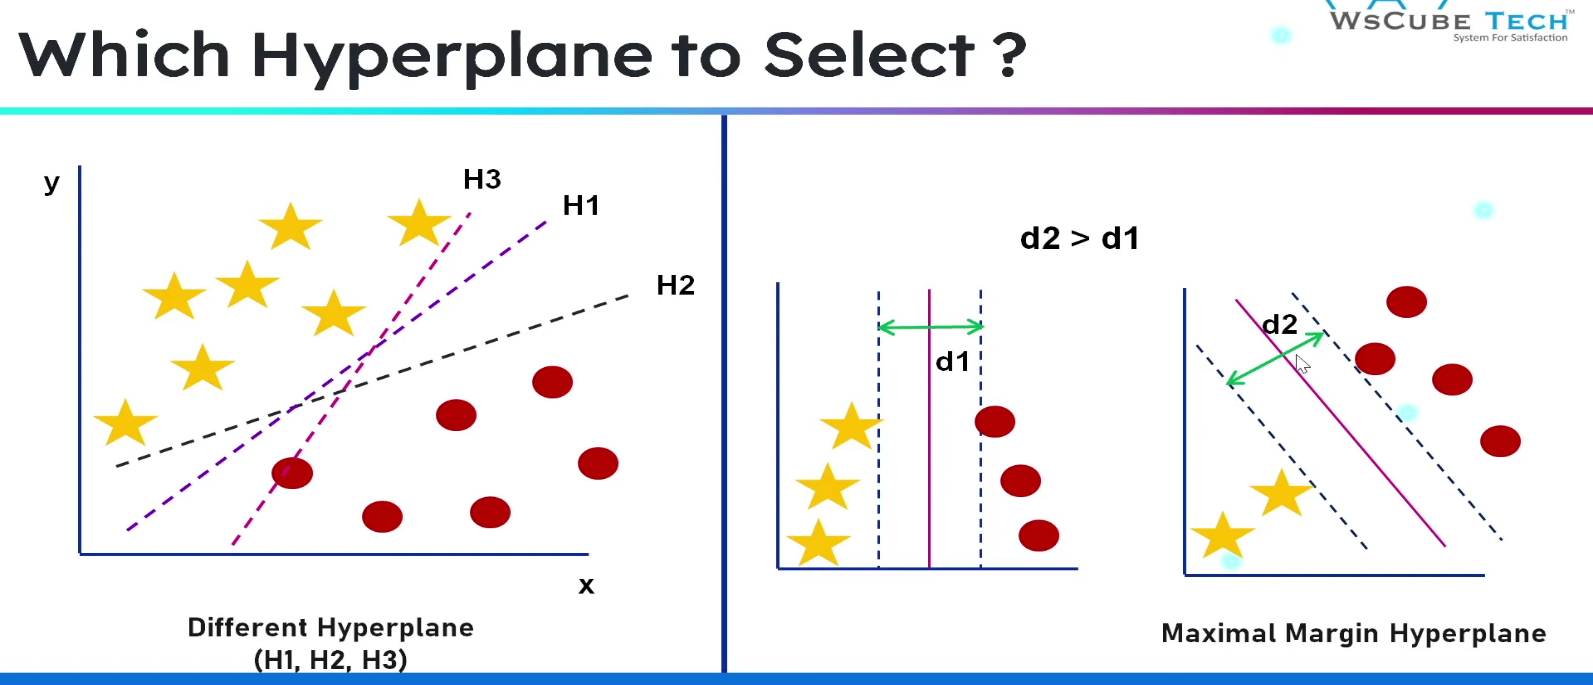 WsCube Tech™
System For Satisfaction
Which Hyperplane to Select ?
y
H3
H1
H2
x
Different Hyperplane
(H1, H2, H3)
d2 > d1
d1
d2
Maximal Margin Hyperplane